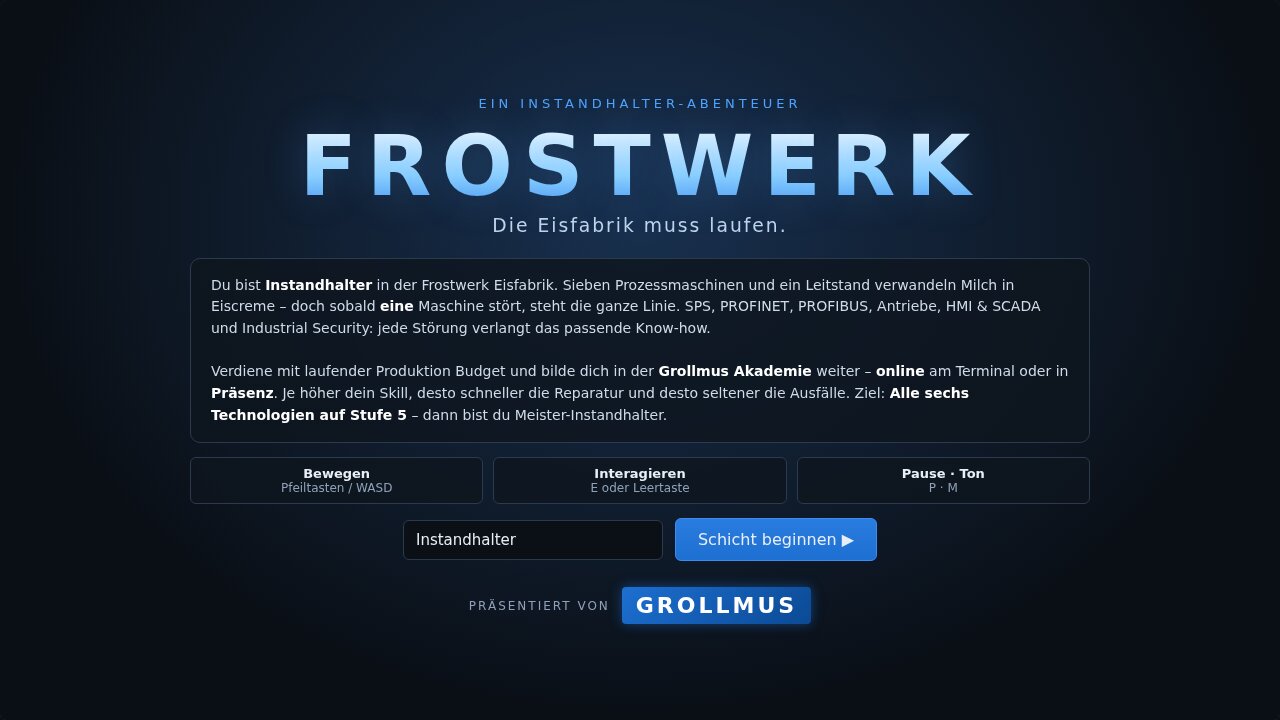 EIN INSTANDHALTER-ABENTEUER
FROSTWERK
Die Eisfabrik muss laufen.
Du bist Instandhalter in der Frostwerk Eisfabrik. Sieben Prozessmaschinen und ein Leitstand verwandeln Milch in
Eiscreme – doch sobald eine Maschine stört, steht die ganze Linie. SPS, PROFINET, PROFIBUS, Antriebe, HMI & SCADA
und Industrial Security: jede Störung verlangt das passende Know-how.
Verdiene mit laufender Produktion Budget und bilde dich in der Grollmus Akademie weiter – online am Terminal oder in
Präsenz. Je höher dein Skill, desto schneller die Reparatur und desto seltener die Ausfälle. Ziel: Alle sechs
Technologien auf Stufe 5 – dann bist du Meister-Instandhalter.
Bewegen
Pfeiltasten / WASD
Interagieren
E oder Leertaste
Pause · Ton
P · M
Instandhalter
Schicht beginnen ▶
PRÄSENTIERT VON GROLLMUS